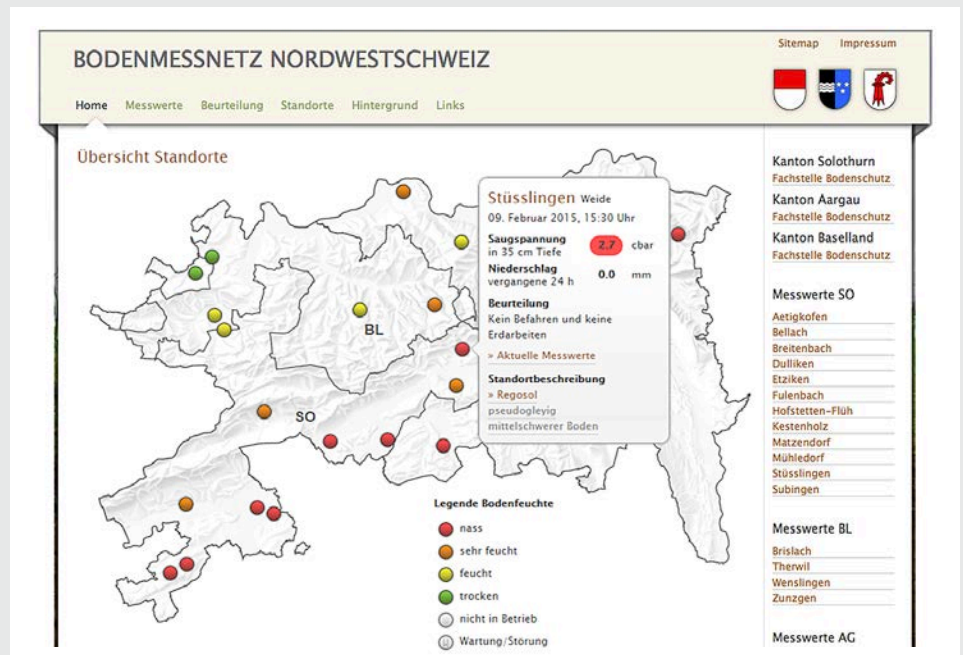 Sitemap Impressum
BODENMESSNETZ NORDWESTSCHWEIZ
Home Messwerte Beurteilung Standorte Hintergrund Links
Übersicht Standorte
BL
SO
Stüsslingen Weide
09. Februar 2015, 15:30 Uhr
Saugspannung
in 35 cm Tiefe
2.7 cbar
Niederschlag
vergangene 24 h
0.0 mm
Beurteilung
Kein Befahren und keine
Erdarbeiten
» Aktuelle Messwerte
Standortbeschreibung
» Regosol
pseudogleyig
mittelschwerer Boden
Legende Bodenfeuchte
nass
sehr feucht
feucht
trocken
nicht in Betrieb
Wartung/Störung
Kanton Solothurn
Fachstelle Bodenschutz
Kanton Aargau
Fachstelle Bodenschutz
Kanton Baselland
Fachstelle Bodenschutz
Messwerte SO
Aetigkofen
Bellach
Breitenbach
Dulliken
Etziken
Fulenbach
Hofstetten-Flüh
Kestenholz
Matzendorf
Mühledorf
Stüsslingen
Subingen
Messwerte BL
Brislach
Therwil
Wenslingen
Zunzgen
Messwerte AG